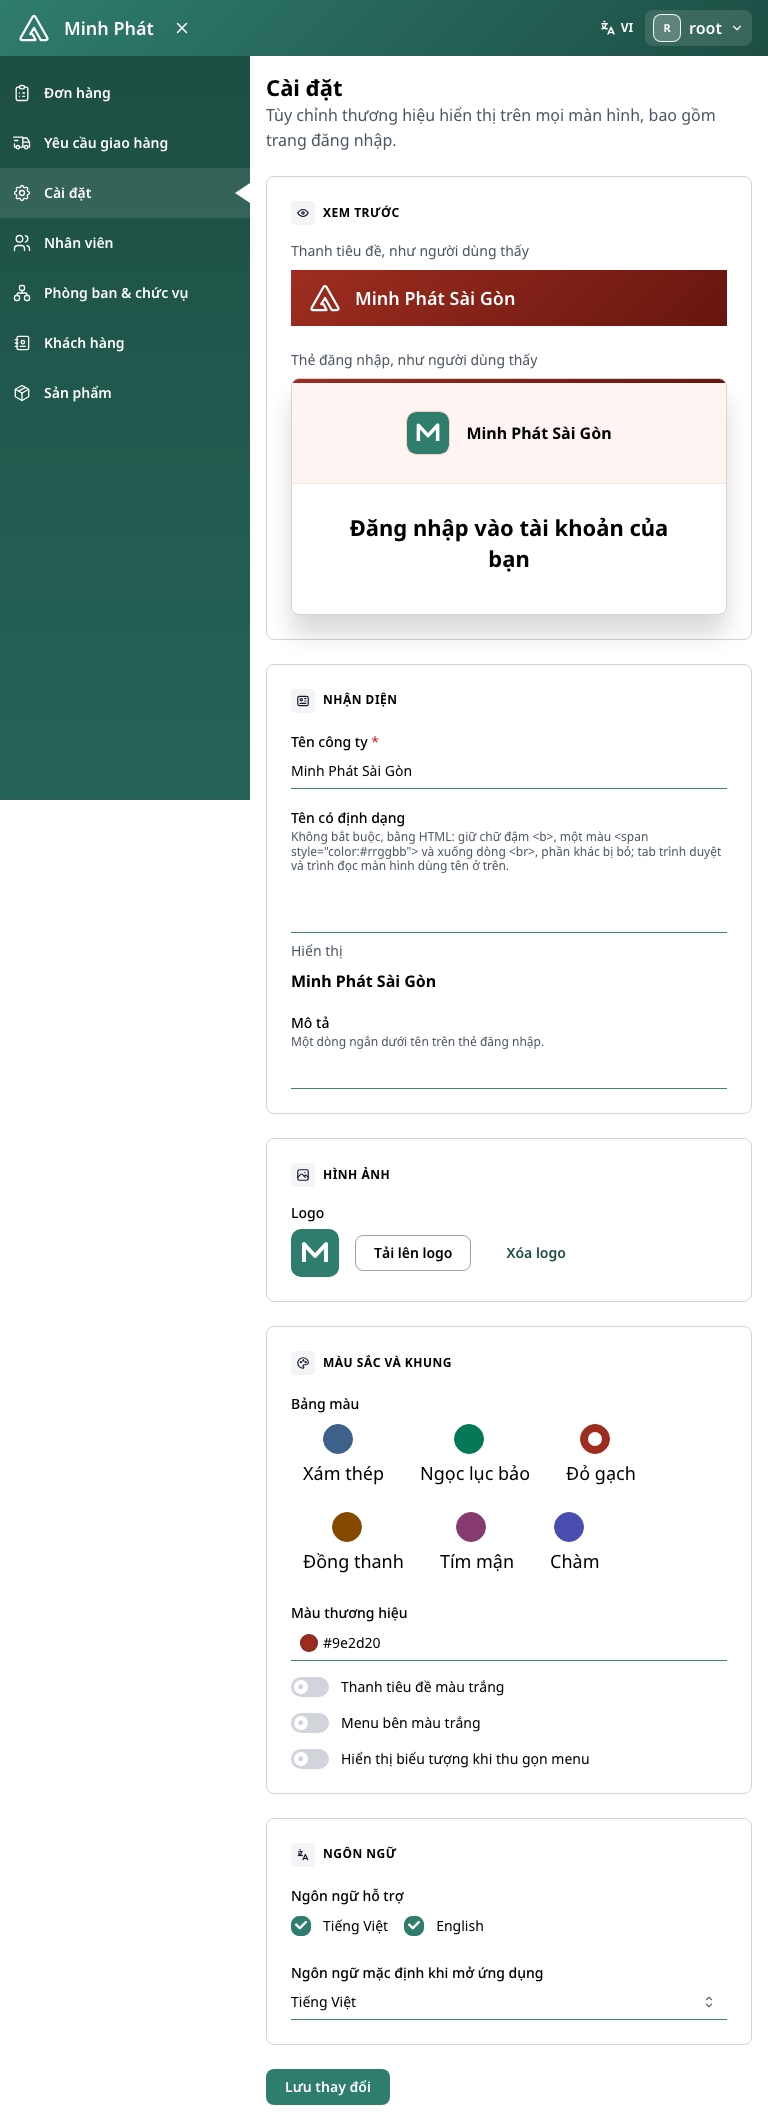 Minh Phát
VI
R
root
Đơn hàng
Yêu cầu giao hàng
Cài đặt
Nhân viên
Phòng ban & chức vụ
Khách hàng
Sản phẩm
Cài đặt
Tùy chỉnh thương hiệu hiển thị trên mọi màn hình, bao gồm
trang đăng nhập.
XEM TRƯỚC
Thanh tiêu đề, như người dùng thấy
Minh Phát Sài Gòn
Thẻ đăng nhập, như người dùng thấy
Minh Phát Sài Gòn
Đăng nhập vào tài khoản của
bạn
NHẬN DIỆN
Tên công ty *
Minh Phát Sài Gòn
Tên có định dạng
Không bắt buộc, bằng HTML: giữ chữ đậm <b>, một màu <span
style="color:#rrggbb"> và xuống dòng <br>, phần khác bị bỏ; tab trình duyệt
và trình đọc màn hình dùng tên ở trên.
Hiển thị
Minh Phát Sài Gòn
Mô tả
Một dòng ngắn dưới tên trên thẻ đăng nhập.
HÌNH ẢNH
Logo
Tải lên logo
Xóa logo
MÀU SẮC VÀ KHUNG
Bảng màu
Xám thép
Ngọc lục bảo
Đỏ gạch
Đồng thanh
Tím mận
Chàm
Màu thương hiệu
#9e2d20
Thanh tiêu đề màu trắng
Menu bên màu trắng
Hiển thị biểu tượng khi thu gọn menu
NGÔN NGỮ
Ngôn ngữ hỗ trợ
Tiếng Việt
English
Ngôn ngữ mặc định khi mở ứng dụng
Tiếng Việt
Lưu thay đổi